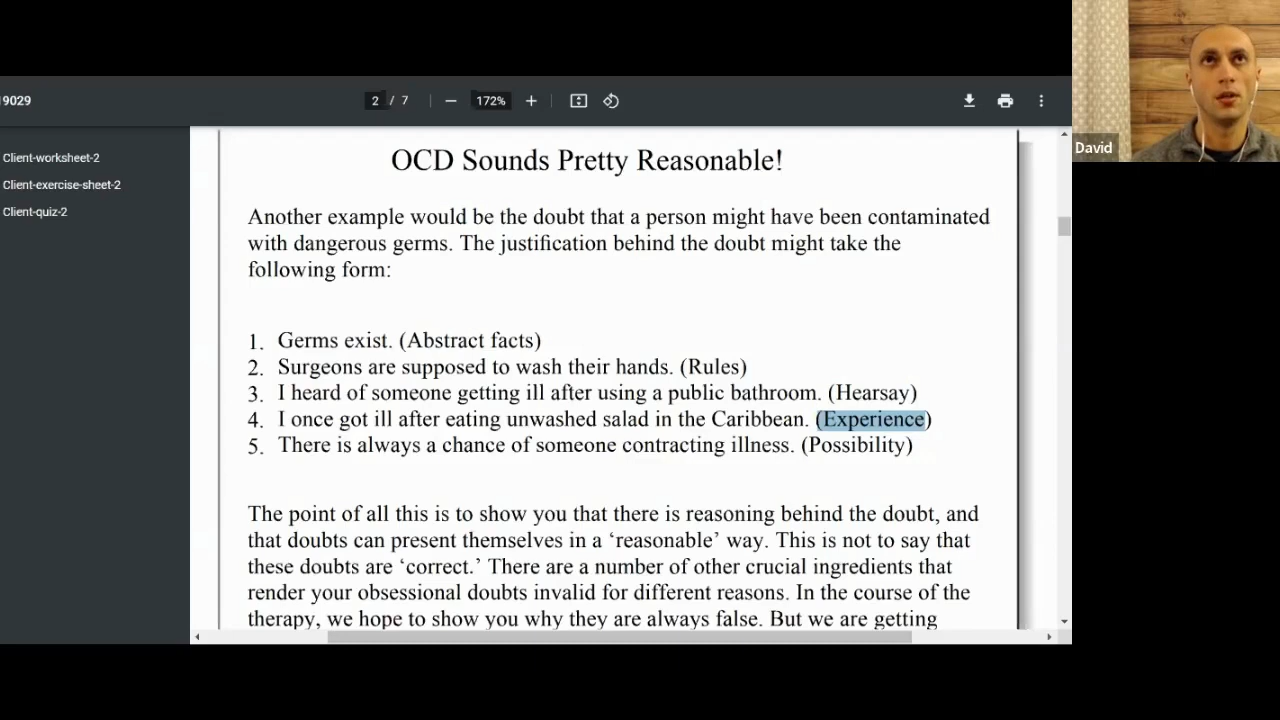 19029
2 / 7
172%
Client-worksheet-2
Client-exercise-sheet-2
Client-quiz-2
David
OCD Sounds Pretty Reasonable!
Another example would be the doubt that a person might have been contaminated
with dangerous germs. The justification behind the doubt might take the
following form:
1. Germs exist. (Abstract facts)
2. Surgeons are supposed to wash their hands. (Rules)
3. I heard of someone getting ill after using a public bathroom. (Hearsay)
4. I once got ill after eating unwashed salad in the Caribbean. (Experience)
5. There is always a chance of someone contracting illness. (Possibility)
The point of all this is to show you that there is reasoning behind the doubt, and
that doubts can present themselves in a ‘reasonable’ way. This is not to say that
these doubts are ‘correct.’ There are a number of other crucial ingredients that
render your obsessional doubts invalid for different reasons. In the course of the
therapy, we hope to show you why they are always false. But we are getting